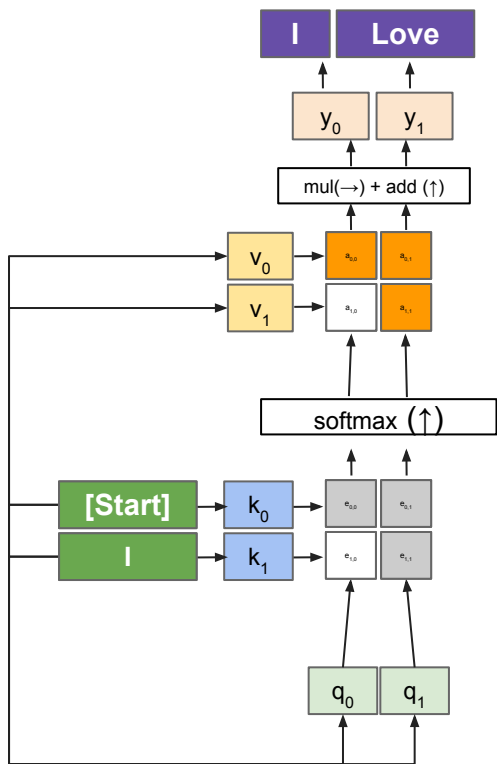 I Love
y0 y1
mul(→) + add (↑)
v0 a0,0 a0,1
v1 a1,0 a1,1
softmax (↑)
[Start] k0 e0,0 e0,1
I k1 e1,0 e1,1
q0 q1